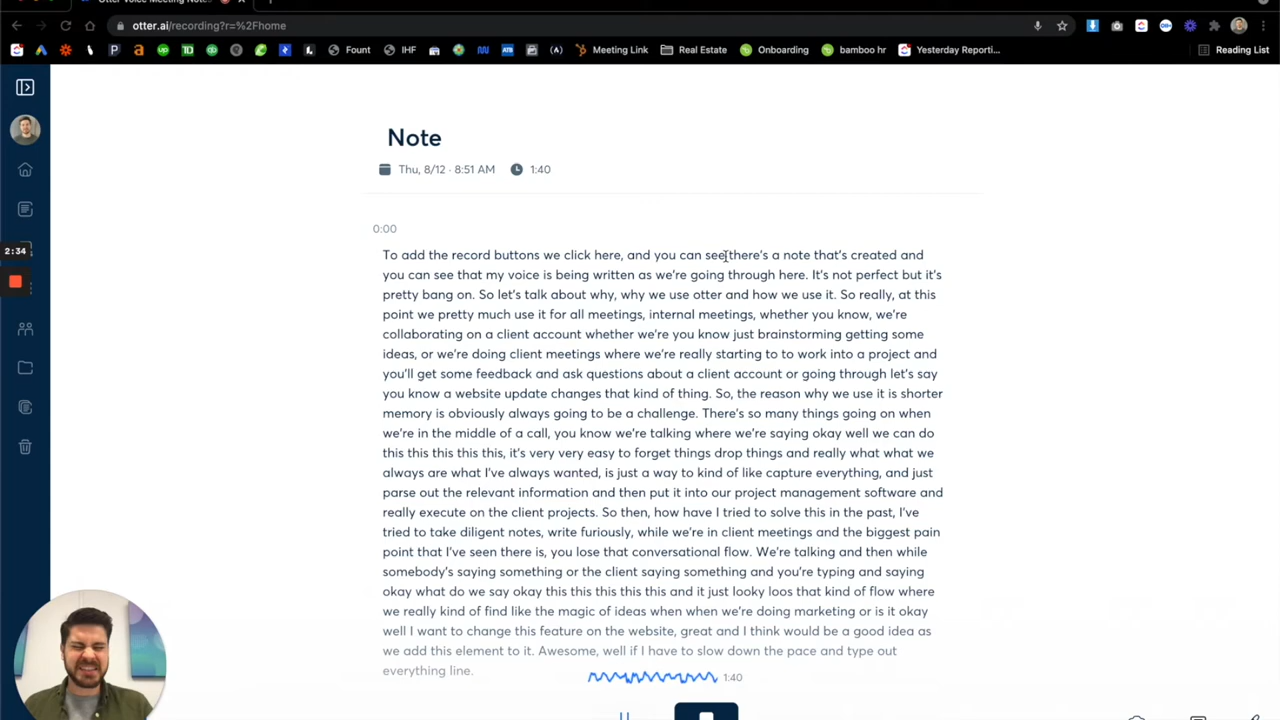 Otter Voice Meeting Note
otter.ai/recording?r=%2Fhome
Fount IHF Meeting Link Real Estate Onboarding bamboo hr Yesterday Reporti... Reading List
Note
Thu, 8/12 · 8:51 AM 1:40
0:00
2:34
To add the record buttons we click here, and you can see there's a note that's created and
you can see that my voice is being written as we're going through here. It's not perfect but it's
pretty bang on. So let's talk about why, why we use otter and how we use it. So really, at this
point we pretty much use it for all meetings, internal meetings, whether you know, we're
collaborating on a client account whether we're you know just brainstorming getting some
ideas, or we're doing client meetings where we're really starting to to work into a project and
you'll get some feedback and ask questions about a client account or going through let's say
you know a website update changes that kind of thing. So, the reason why we use it is shorter
memory is obviously always going to be a challenge. There's so many things going on when
we're in the middle of a call, you know we're talking where we're saying okay well we can do
this this this this this, it's very very easy to forget things drop things and really what what we
always are what I've always wanted, is just a way to kind of like capture everything, and just
parse out the relevant information and then put it into our project management software and
really execute on the client projects. So then, how have I tried to solve this in the past, I've
tried to take diligent notes, write furiously, while we're in client meetings and the biggest pain
point that I've seen there is, you lose that conversational flow. We're talking and then while
somebody's saying something or the client saying something and you're typing and saying
okay what do we say okay this this this this this and it just looky loos that kind of flow where
we really kind of find like the magic of ideas when when we're doing marketing or is it okay
well I want to change this feature on the website, great and I think would be a good idea as
we add this element to it. Awesome, well if I have to slow down the pace and type out
everything line.
1:40